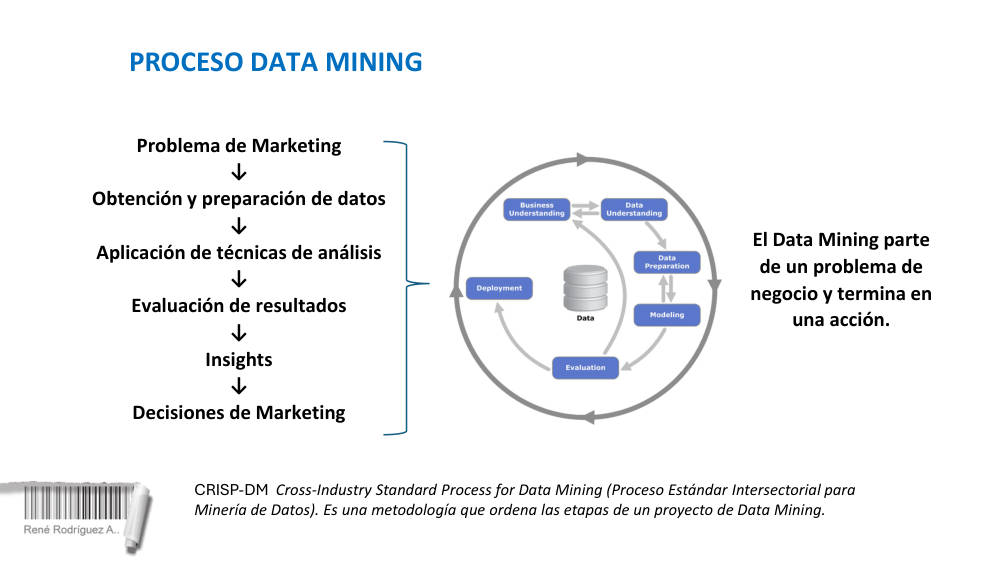 PROCESO DATA MINING
Problema de Marketing
↓
Obtención y preparación de datos
↓
Aplicación de técnicas de análisis
↓
Evaluación de resultados
↓
Insights
↓
Decisiones de Marketing
Business
Understanding
Data
Understanding
Data
Preparation
Deployment
Data
Modeling
Evaluation
El Data Mining parte
de un problema de
negocio y termina en
una acción.
CRISP-DM Cross-Industry Standard Process for Data Mining (Proceso Estándar Intersectorial para
Minería de Datos). Es una metodología que ordena las etapas de un proyecto de Data Mining.
René Rodríguez A..